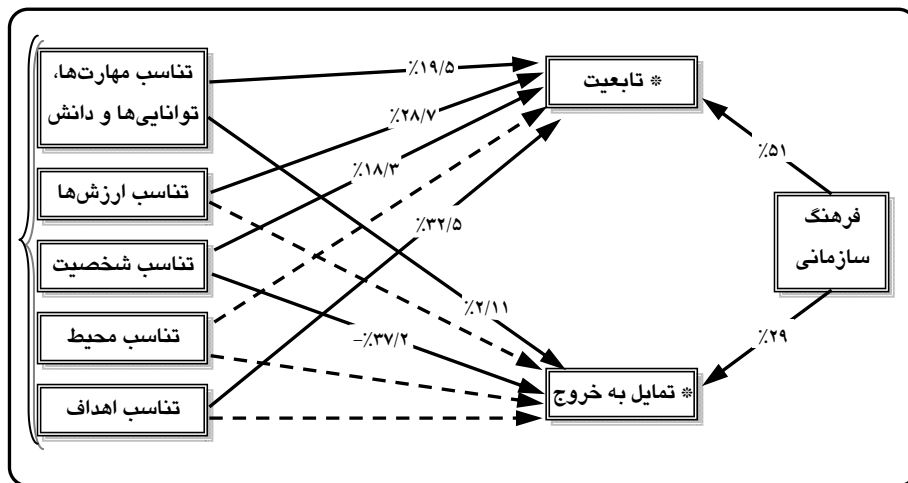 تناسب مهارت‌ها،
توانایی‌ها و دانش
تناسب ارزش‌ها
تناسب شخصیت
تناسب محیط
تناسب اهداف
٪۱۹/۵
٪۲۸/۷
٪۱۸/۳
٪۳۲/۵
٪۲/۱۱
–٪۳۷/۲
* تابعیت
* تمایل به خروج
٪۵۱
٪۲۹
فرهنگ
سازمانی